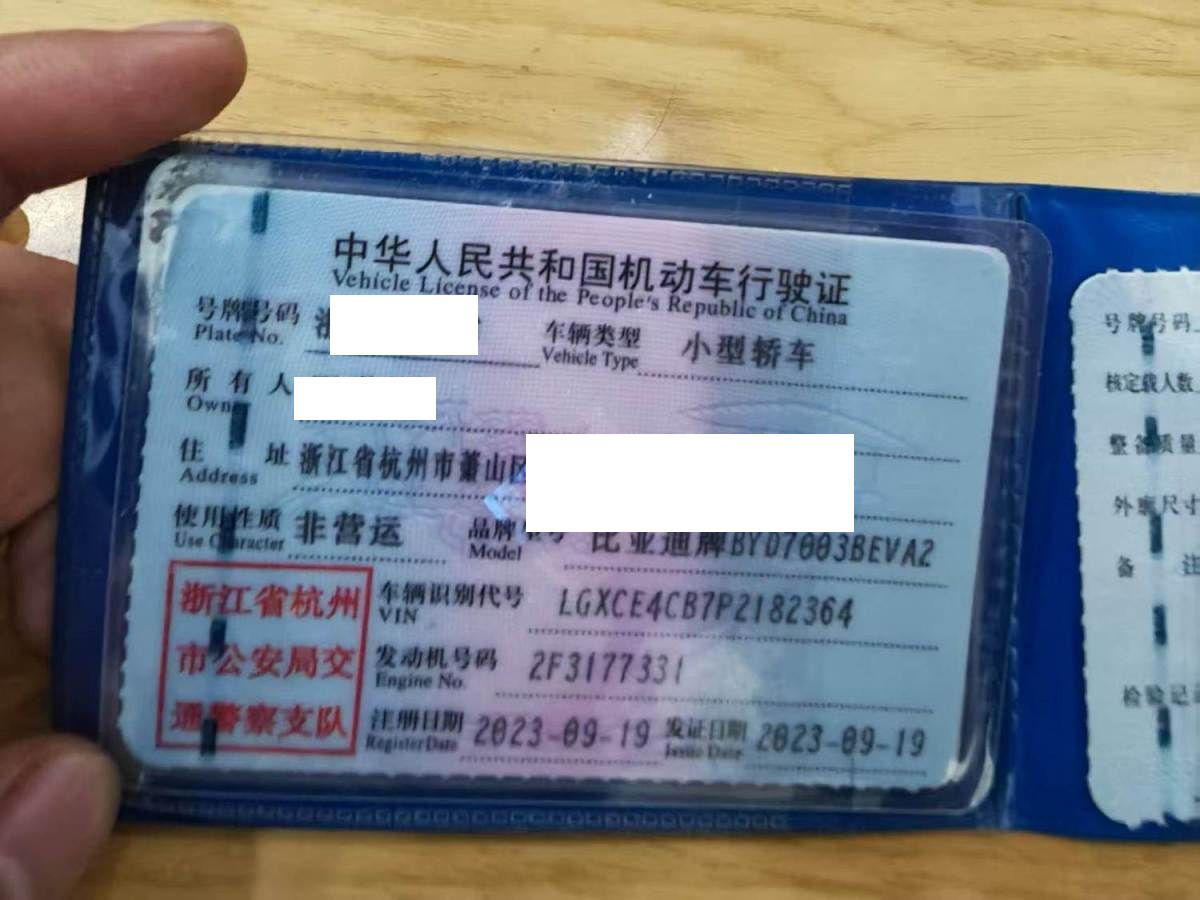 中华人民共和国机动车行驶证
Vehicle License of the People's Republic of China
号牌号码 浙
Plate No.
车辆类型 小型轿车
Vehicle Type
所有人
Owner
住址 浙江省杭州市萧山区
Address
使用性质 非营运
Use Character
品牌型号 比亚迪牌BYD7003BEVA2
Model
浙江省杭州
市公安局交
通警察支队
车辆识别代号 LGXCE4CB7P2182364
VIN
发动机号码 2F3177331
Engine No.
注册日期 2023-09-19
Register Date
发证日期 2023-09-19
Issue Date
号牌号码
核定载人数
整备质量
外廓尺寸
备 注
检验记